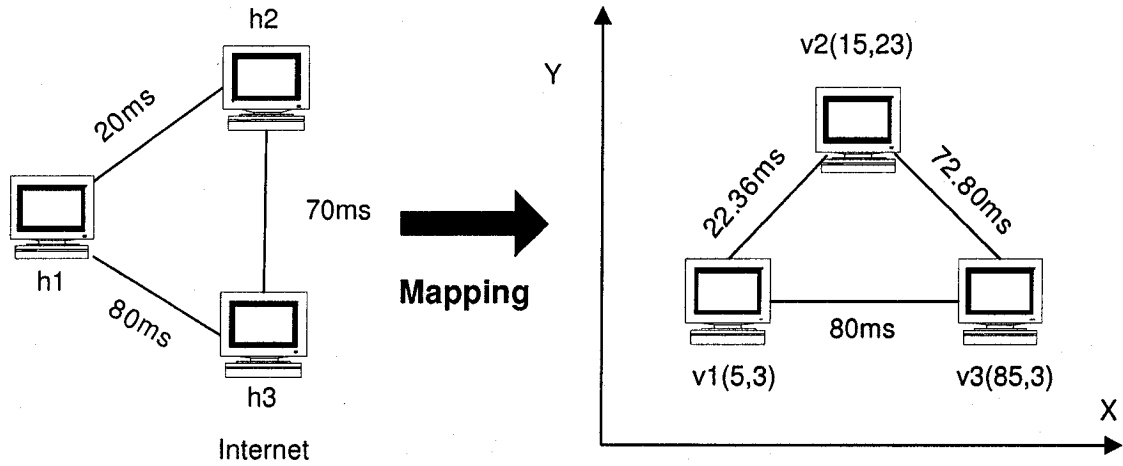 h2
20ms
70ms
h1
80ms
h3
Internet
Mapping
Y
v2(15,23)
22.36ms
72.80ms
80ms
v1(5,3)
v3(85,3)
X